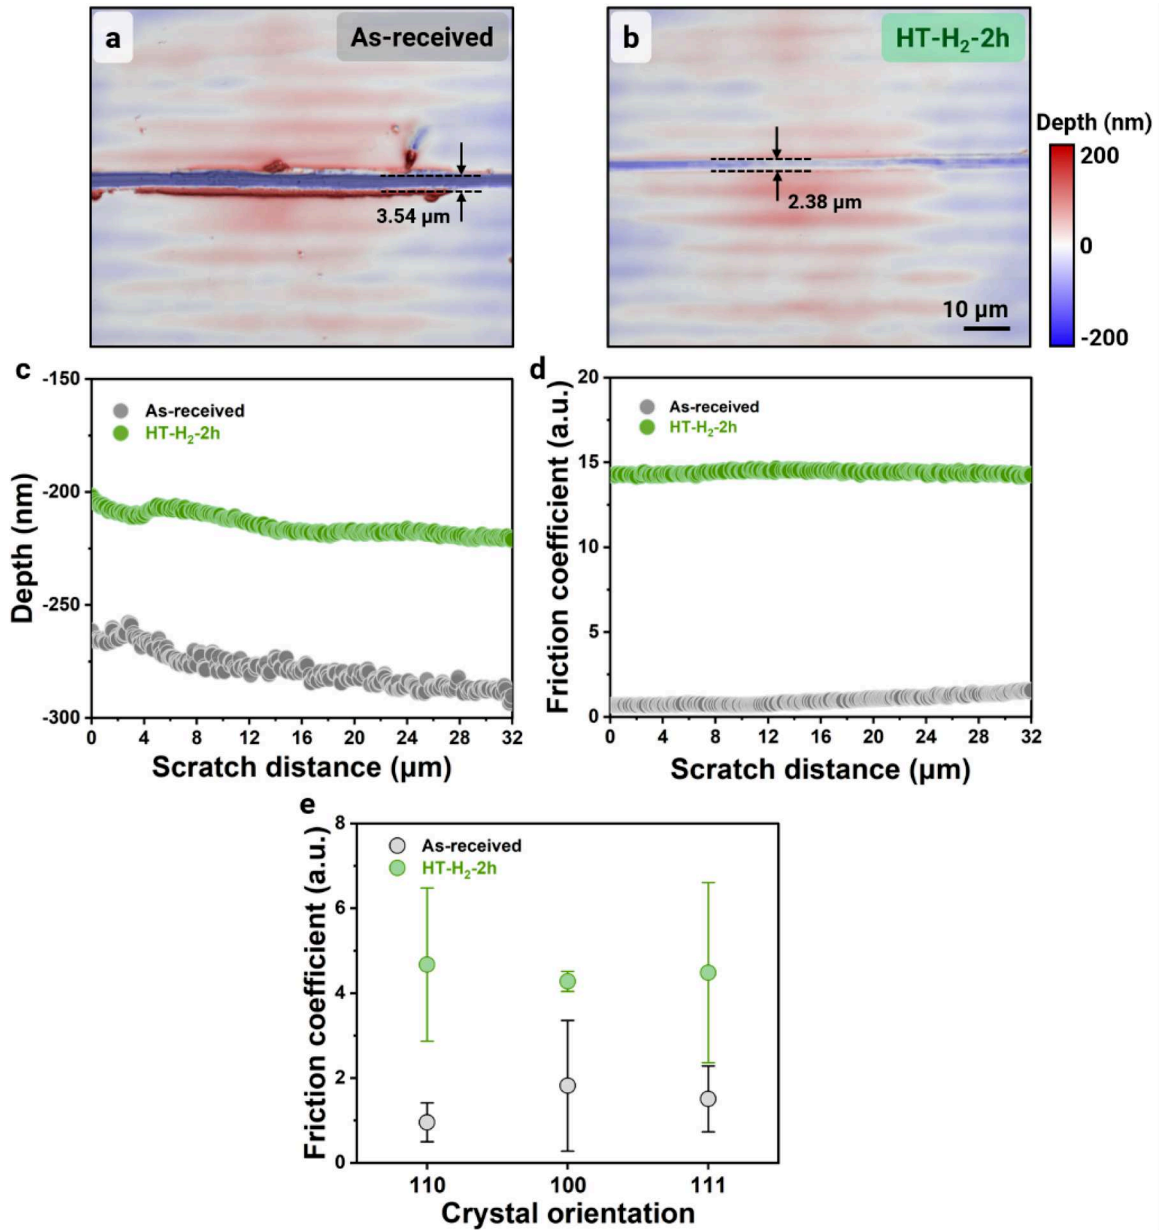 a
As-received
3.54 µm
b
HT-H₂-2h
2.38 µm
10 µm
Depth (nm)
200
0
-200
c
-150
-200
-250
-300
Depth (nm)
As-received
HT-H₂-2h
0 4 8 12 16 20 24 28 32
Scratch distance (µm)
d
20
15
10
5
0
Friction coefficient (a.u.)
As-received
HT-H₂-2h
0 4 8 12 16 20 24 28 32
Scratch distance (µm)
e
8
6
4
2
0
Friction coefficient (a.u.)
As-received
HT-H₂-2h
110 100 111
Crystal orientation